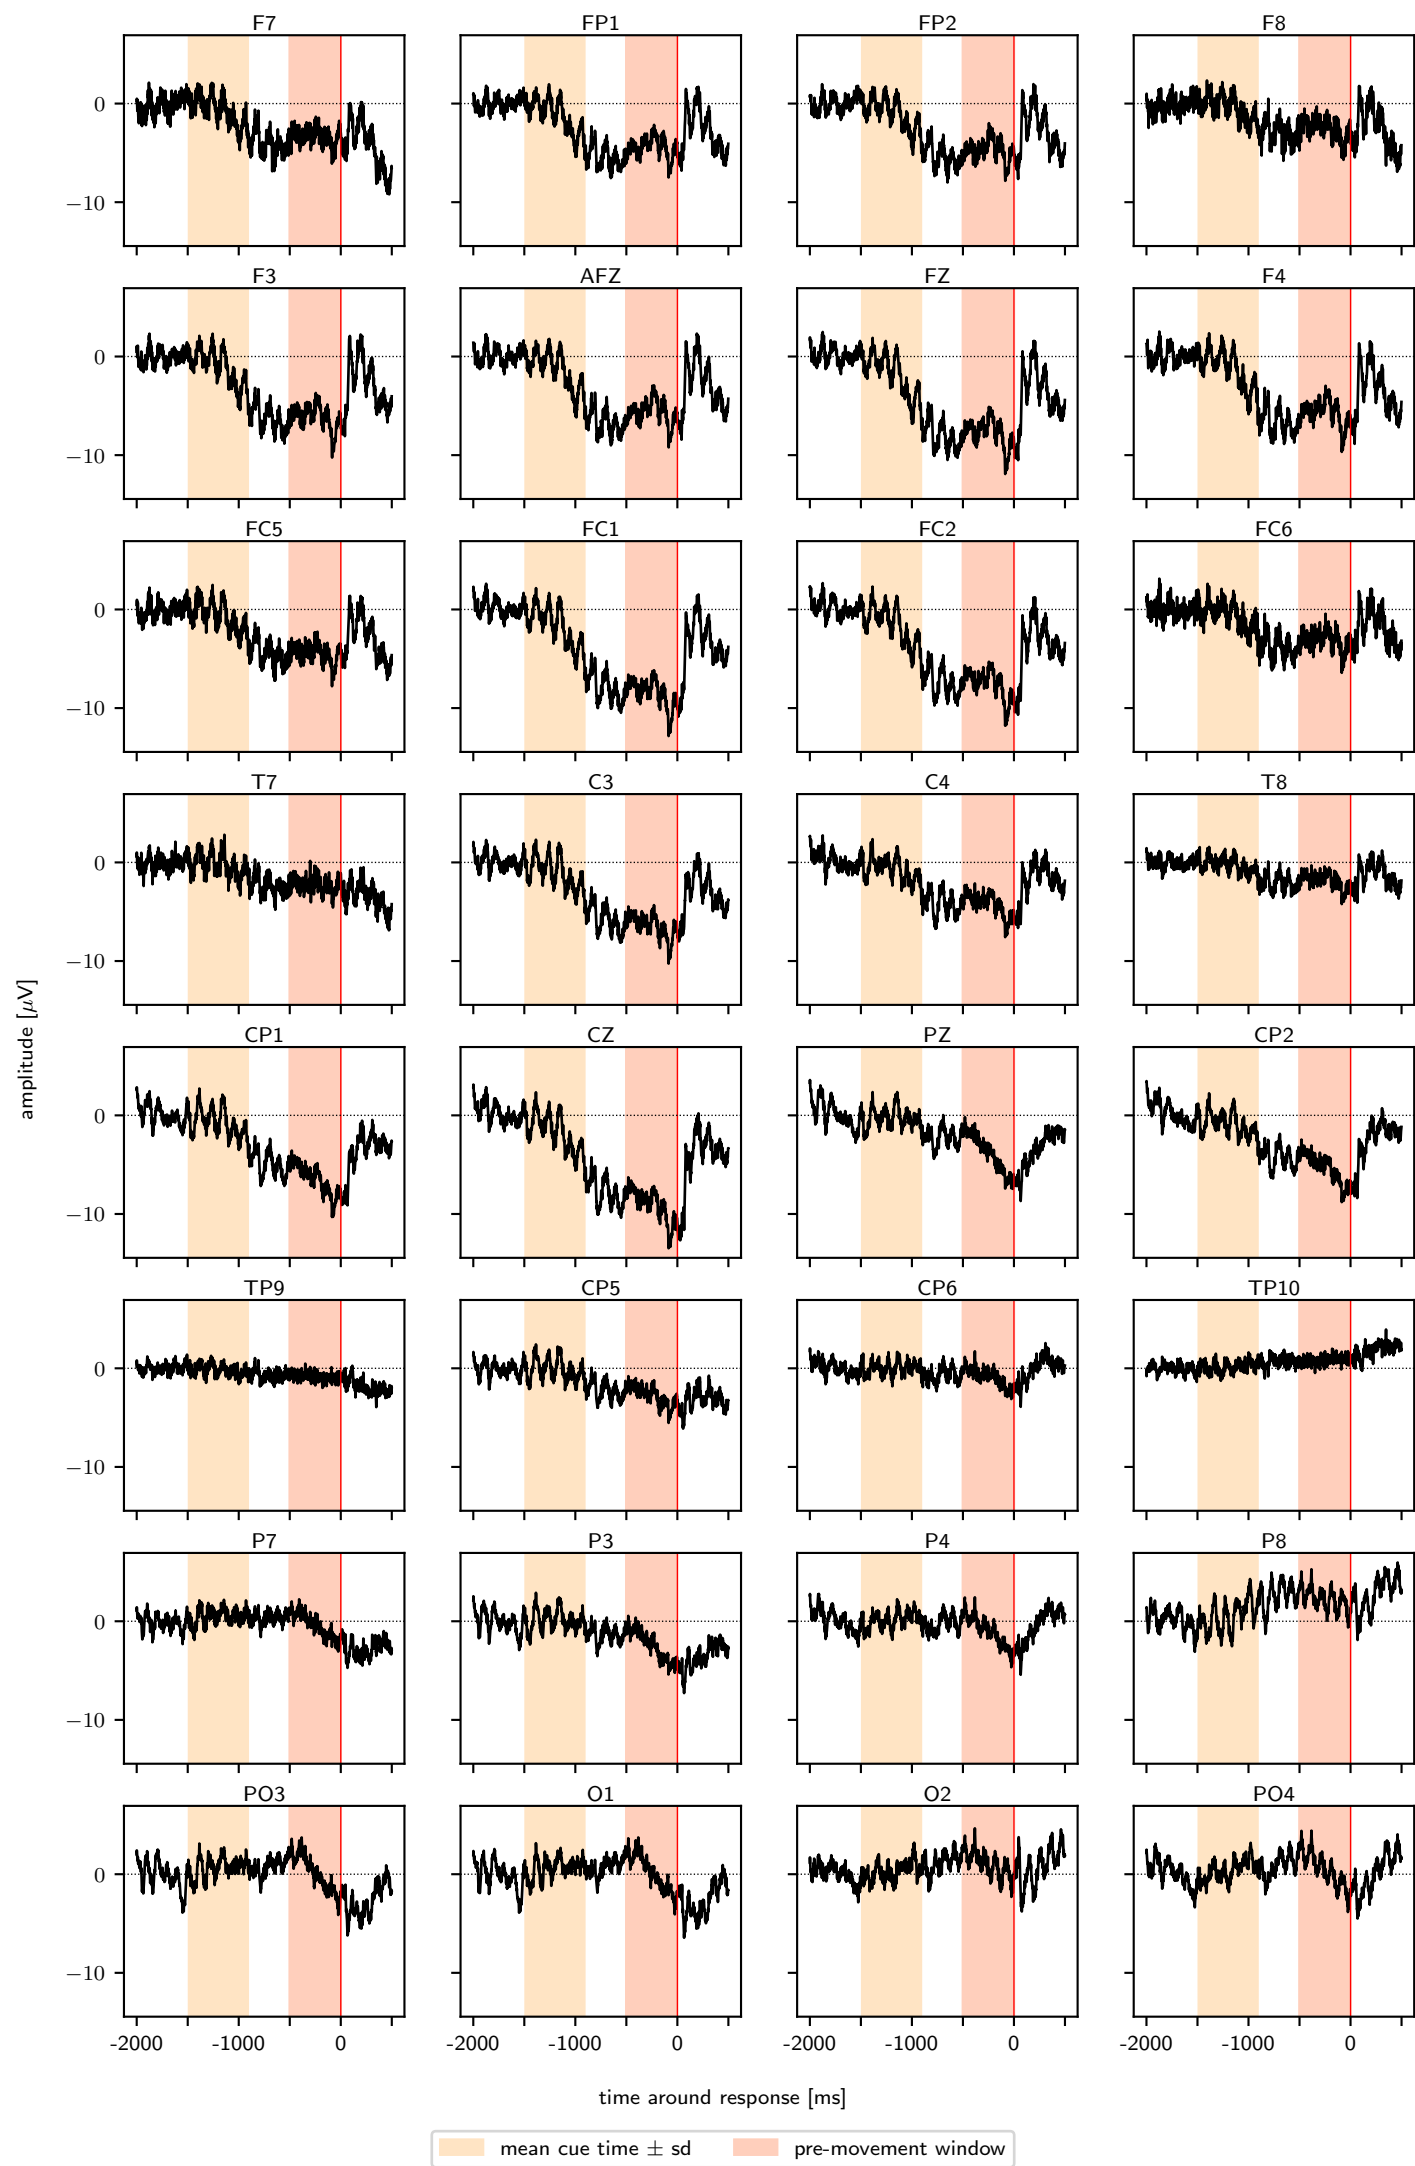 F7 FP1 FP2 F8
0
−10
F3 AFZ FZ F4
0
−10
FC5 FC1 FC2 FC6
0
−10
T7 C3 C4 T8
0
−10
amplitude [μV]
CP1 CZ PZ CP2
0
−10
TP9 CP5 CP6 TP10
0
−10
P7 P3 P4 P8
0
−10
PO3 O1 O2 PO4
0
−10
-2000 -1000 0 -2000 -1000 0 -2000 -1000 0 -2000 -1000 0
time around response [ms]
mean cue time ± sd pre-movement window